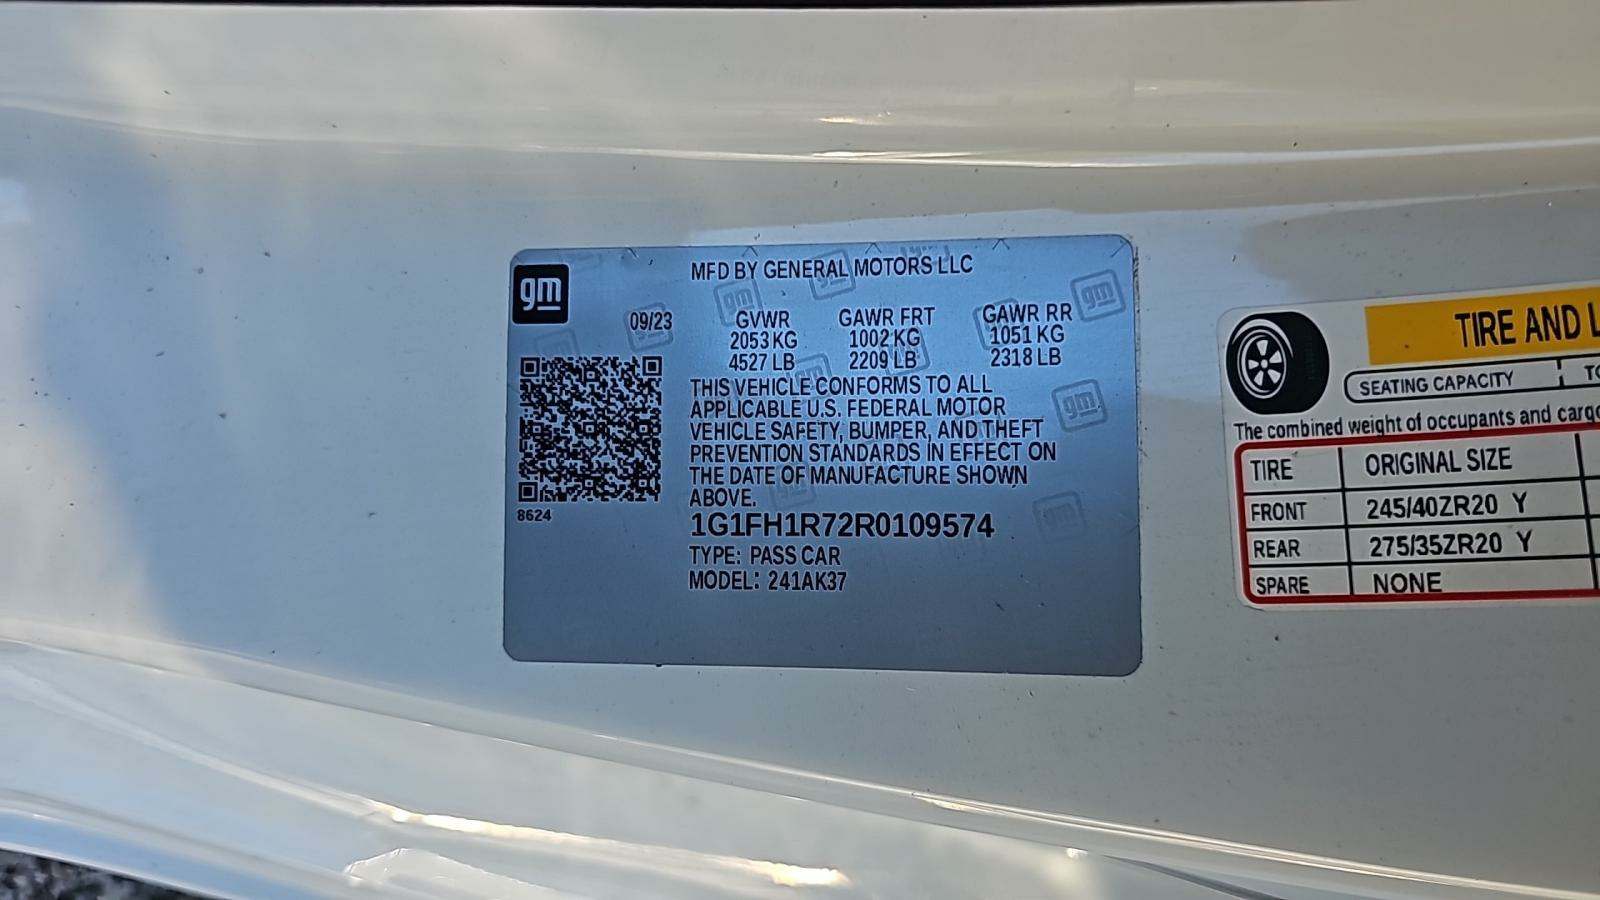 gm
MFD BY GENERAL MOTORS LLC
09/23
GVWR GAWR FRT GAWR RR
2053 KG 1002 KG 1051 KG
4527 LB 2209 LB 2318 LB
THIS VEHICLE CONFORMS TO ALL
APPLICABLE U.S. FEDERAL MOTOR
VEHICLE SAFETY, BUMPER, AND THEFT
PREVENTION STANDARDS IN EFFECT ON
THE DATE OF MANUFACTURE SHOWN
ABOVE.
8624
1G1FH1R72R0109574
TYPE: PASS CAR
MODEL: 241AK37
TIRE AND
SEATING CAPACITY
The combined weight of occupants and cargo
TIRE ORIGINAL SIZE
FRONT 245/40ZR20 Y
REAR 275/35ZR20 Y
SPARE NONE